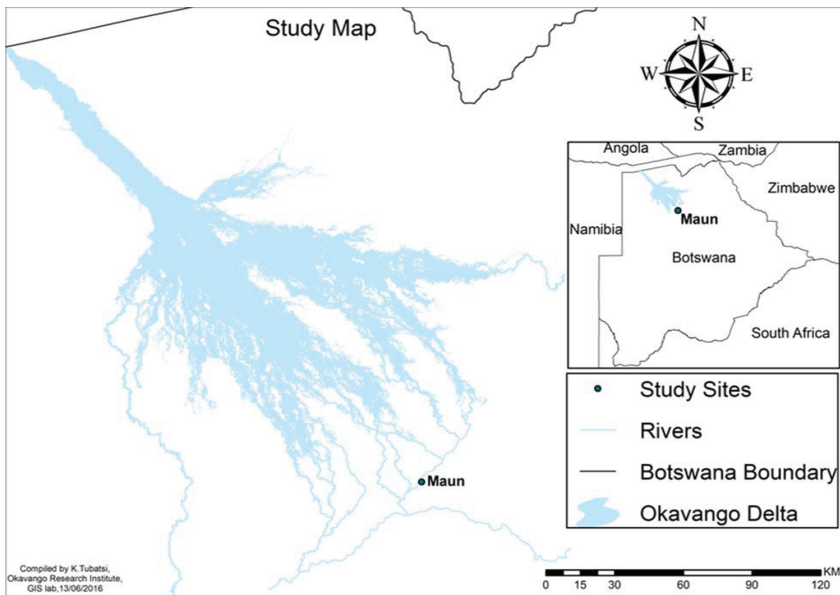 Study Map
N
W E
S
Angola
Zambia
Zimbabwe
Namibia
Maun
Botswana
South Africa
Study Sites
Rivers
Botswana Boundary
Okavango Delta
Maun
Compiled by K.Tubatsi,
Okavango Research Institute,
GIS lab,13/06/2016
KM
0 15 30 60 90 120